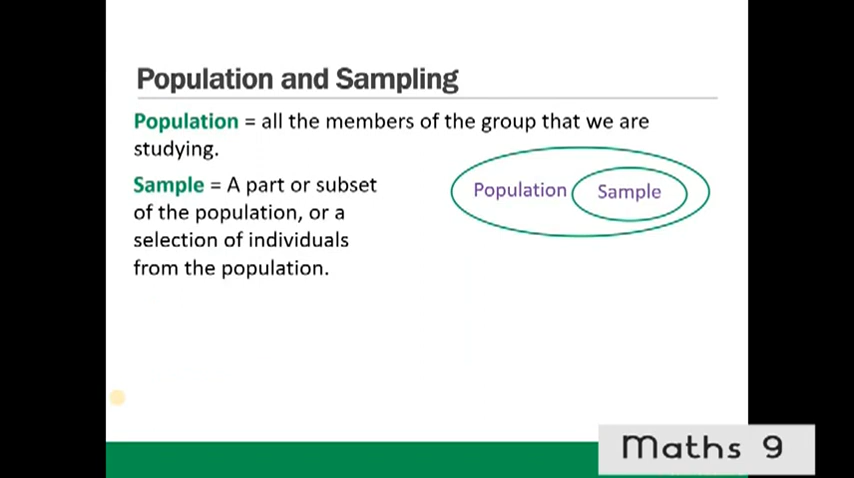 Population and Sampling
Population = all the members of the group that we are
studying.
Sample = A part or subset
of the population, or a
selection of individuals
from the population.
Population Sample
Maths 9